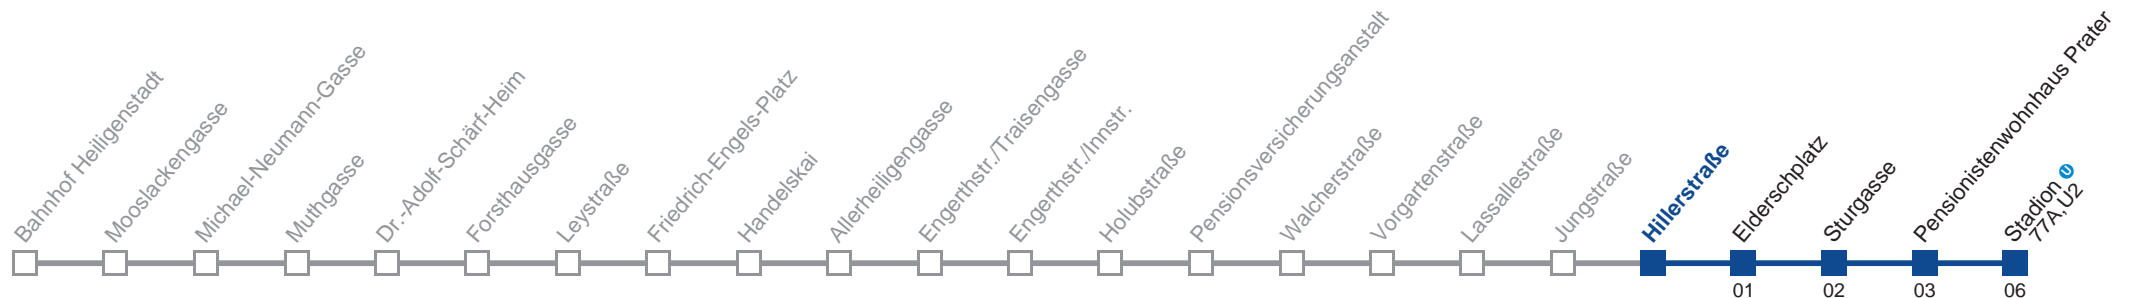 Bahnhof Heiligenstadt
Mooslackengasse
Michael-Neumann-Gasse
Muthgasse
Dr.-Adolf-Schärf-Heim
Forsthausgasse
Leystraße
Friedrich-Engels-Platz
Handelskai
Allerheiligengasse
Engerthstr./Traisengasse
Engerthstr./Innstr.
Holubstraße
Pensionsversicherungsanstalt
Walcherstraße
Vorgartenstraße
Lassallestraße
Jungstraße
Hillerstraße
Elderschplatz
Sturgasse
Pensionistenwohnhaus Prater
Stadion U
77A,U2
01
02
03
06